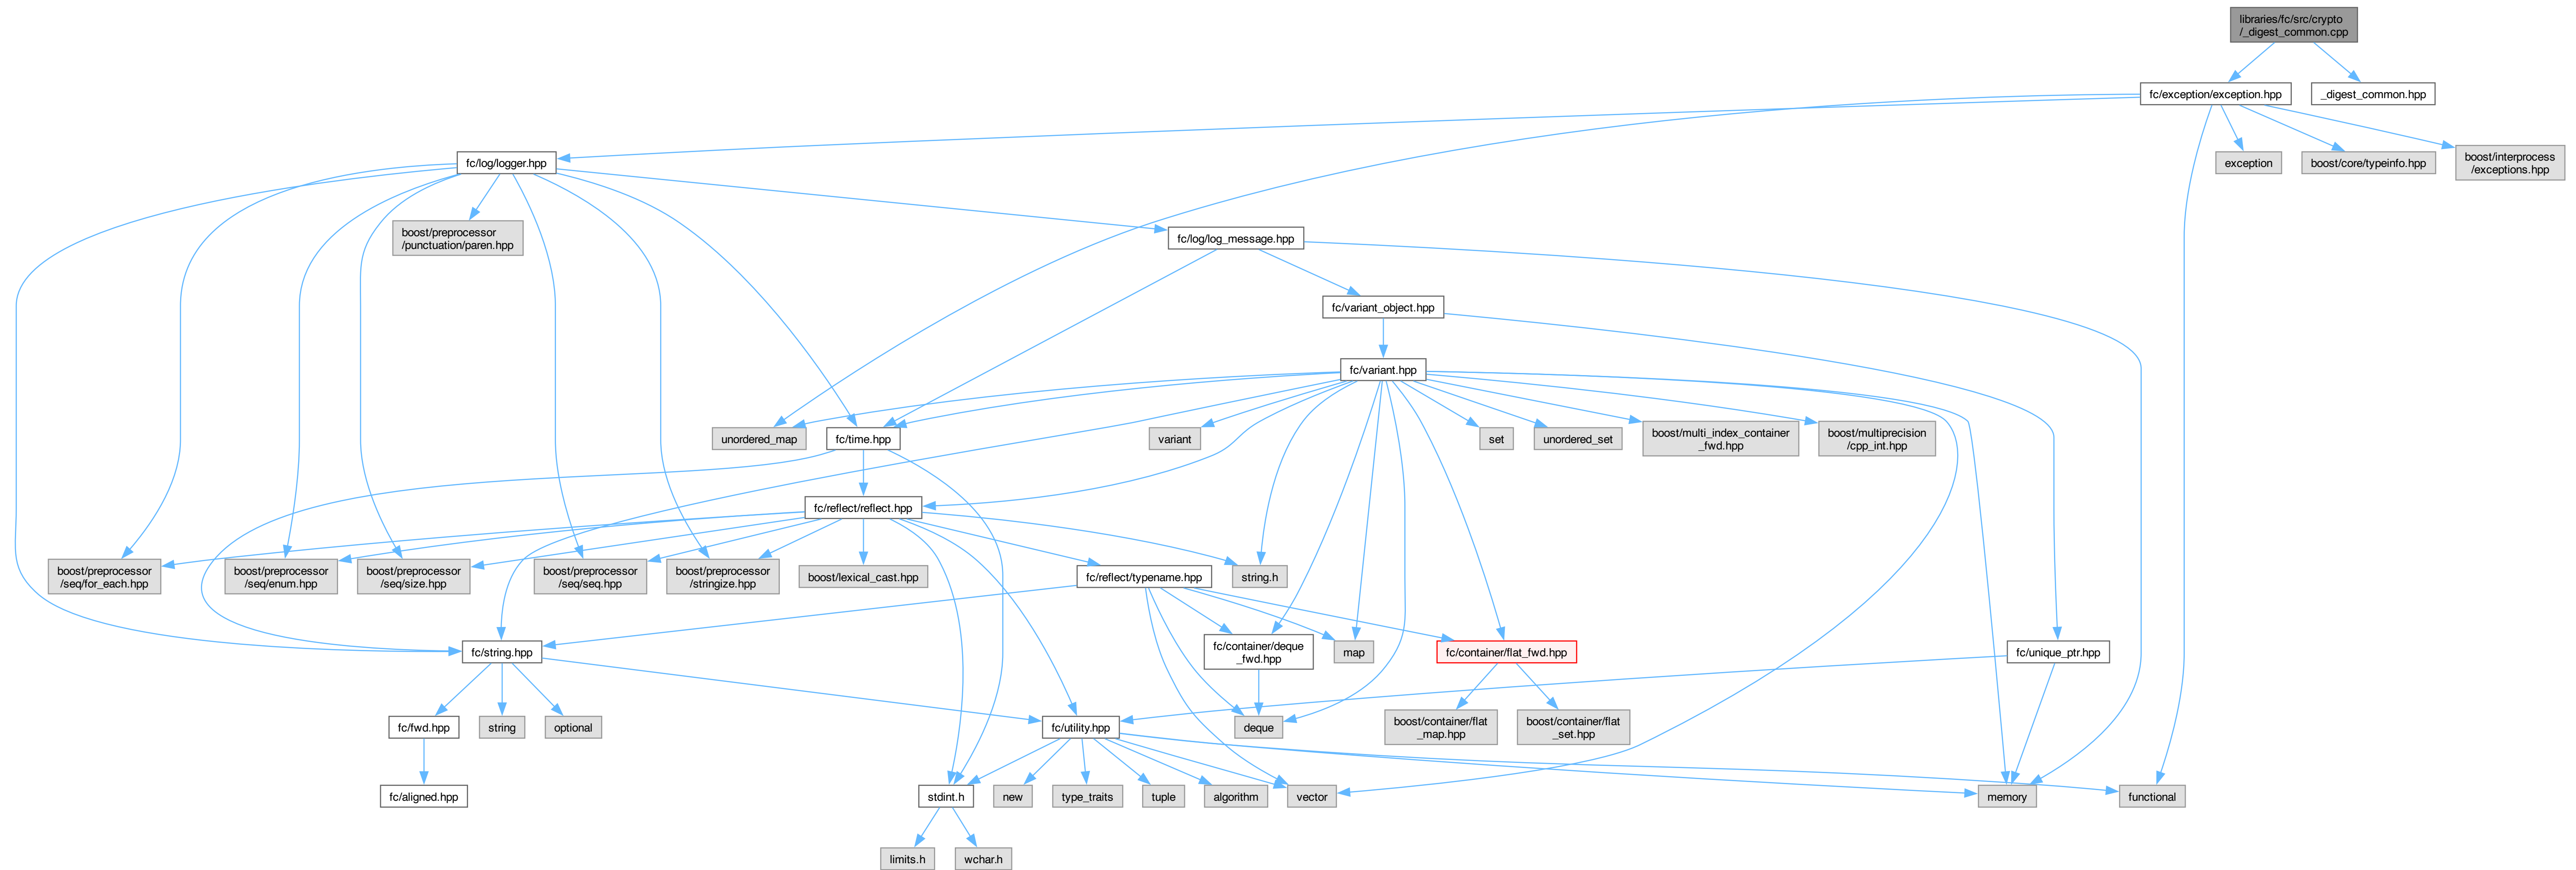 libraries/fc/src/crypto
/_digest_common.cpp
fc/exception/exception.hpp
_digest_common.hpp
fc/log/logger.hpp
exception
boost/core/typeinfo.hpp
boost/interprocess
/exceptions.hpp
boost/preprocessor
/punctuation/paren.hpp
fc/log/log_message.hpp
fc/variant_object.hpp
fc/variant.hpp
unordered_map
fc/time.hpp
variant
set
unordered_set
boost/multi_index_container
_fwd.hpp
boost/multiprecision
/cpp_int.hpp
fc/reflect/reflect.hpp
boost/preprocessor
/seq/for_each.hpp
boost/preprocessor
/seq/enum.hpp
boost/preprocessor
/seq/size.hpp
boost/preprocessor
/seq/seq.hpp
boost/preprocessor
/stringize.hpp
boost/lexical_cast.hpp
fc/reflect/typename.hpp
string.h
fc/string.hpp
fc/container/deque
_fwd.hpp
map
fc/container/flat_fwd.hpp
fc/unique_ptr.hpp
fc/fwd.hpp
string
optional
fc/utility.hpp
deque
boost/container/flat
_map.hpp
boost/container/flat
_set.hpp
fc/aligned.hpp
stdint.h
new
type_traits
tuple
algorithm
vector
memory
functional
limits.h
wchar.h